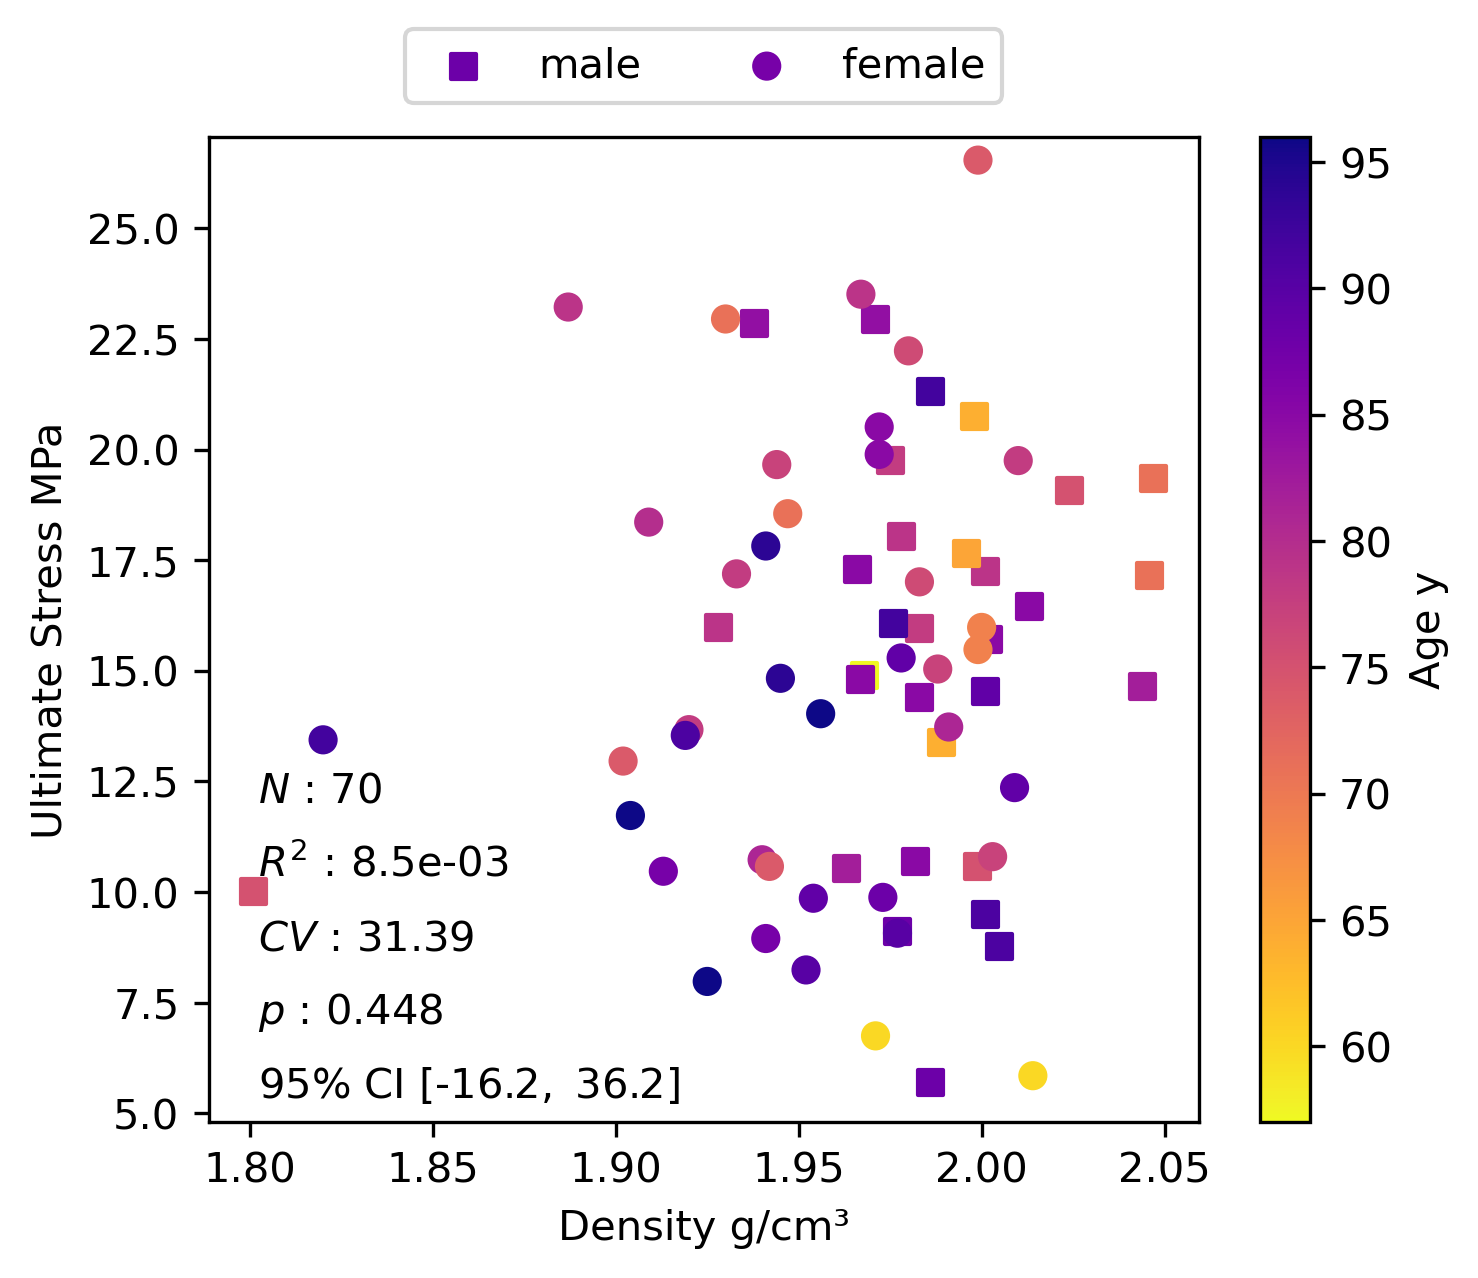 male female
25.0
22.5
20.0
17.5
15.0
12.5
10.0
7.5
5.0
Ultimate Stress MPa
N : 70
R² : 8.5e-03
CV : 31.39
p : 0.448
95% CI [-16.2, 36.2]
1.80 1.85 1.90 1.95 2.00 2.05
Density g/cm³
95
90
85
80
75
70
65
60
Age y